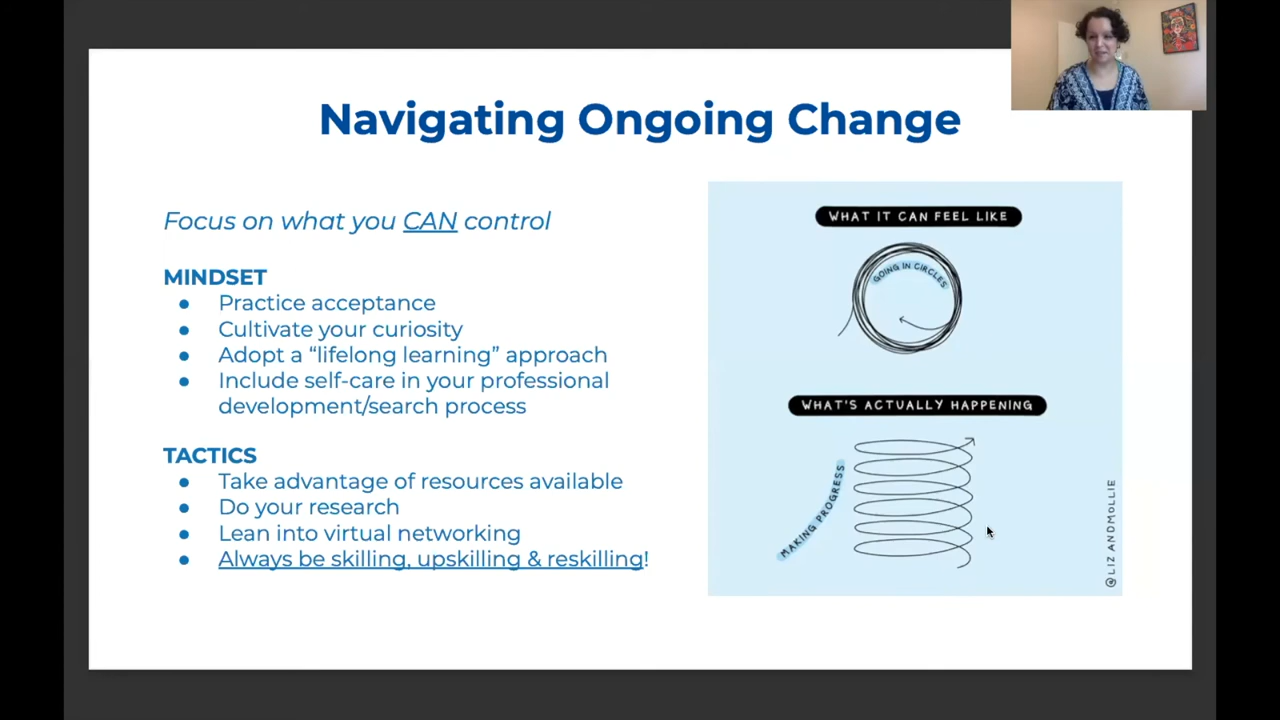 Navigating Ongoing Change
Focus on what you CAN control
MINDSET
● Practice acceptance
● Cultivate your curiosity
● Adopt a “lifelong learning” approach
● Include self-care in your professional
development/search process
TACTICS
● Take advantage of resources available
● Do your research
● Lean into virtual networking
● Always be skilling, upskilling & reskilling!
WHAT IT CAN FEEL LIKE
GOING IN CIRCLES
WHAT'S ACTUALLY HAPPENING
MAKING PROGRESS
@LIZ ANDMOLLIE